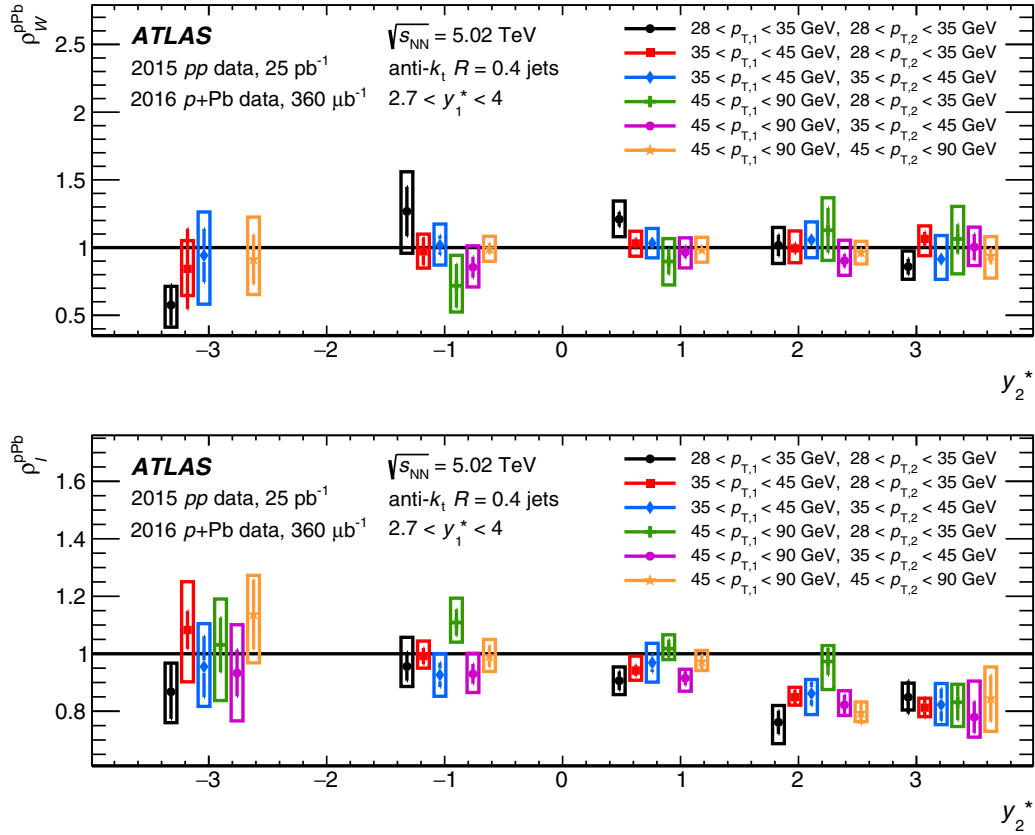 ρ_W^pPb
2.5
2
1.5
1
0.5
ATLAS
2015 pp data, 25 pb⁻¹
2016 p+Pb data, 360 μb⁻¹
√s_NN = 5.02 TeV
anti-k_t R = 0.4 jets
2.7 < y₁* < 4
28 < p_T,1 < 35 GeV, 28 < p_T,2 < 35 GeV
35 < p_T,1 < 45 GeV, 28 < p_T,2 < 35 GeV
35 < p_T,1 < 45 GeV, 35 < p_T,2 < 45 GeV
45 < p_T,1 < 90 GeV, 28 < p_T,2 < 35 GeV
45 < p_T,1 < 90 GeV, 35 < p_T,2 < 45 GeV
45 < p_T,1 < 90 GeV, 45 < p_T,2 < 90 GeV
−3 −2 −1 0 1 2 3
y₂*
ρ_I^pPb
1.6
1.4
1.2
1
0.8
ATLAS
2015 pp data, 25 pb⁻¹
2016 p+Pb data, 360 μb⁻¹
√s_NN = 5.02 TeV
anti-k_t R = 0.4 jets
2.7 < y₁* < 4
28 < p_T,1 < 35 GeV, 28 < p_T,2 < 35 GeV
35 < p_T,1 < 45 GeV, 28 < p_T,2 < 35 GeV
35 < p_T,1 < 45 GeV, 35 < p_T,2 < 45 GeV
45 < p_T,1 < 90 GeV, 28 < p_T,2 < 35 GeV
45 < p_T,1 < 90 GeV, 35 < p_T,2 < 45 GeV
45 < p_T,1 < 90 GeV, 45 < p_T,2 < 90 GeV
−3 −2 −1 0 1 2 3
y₂*